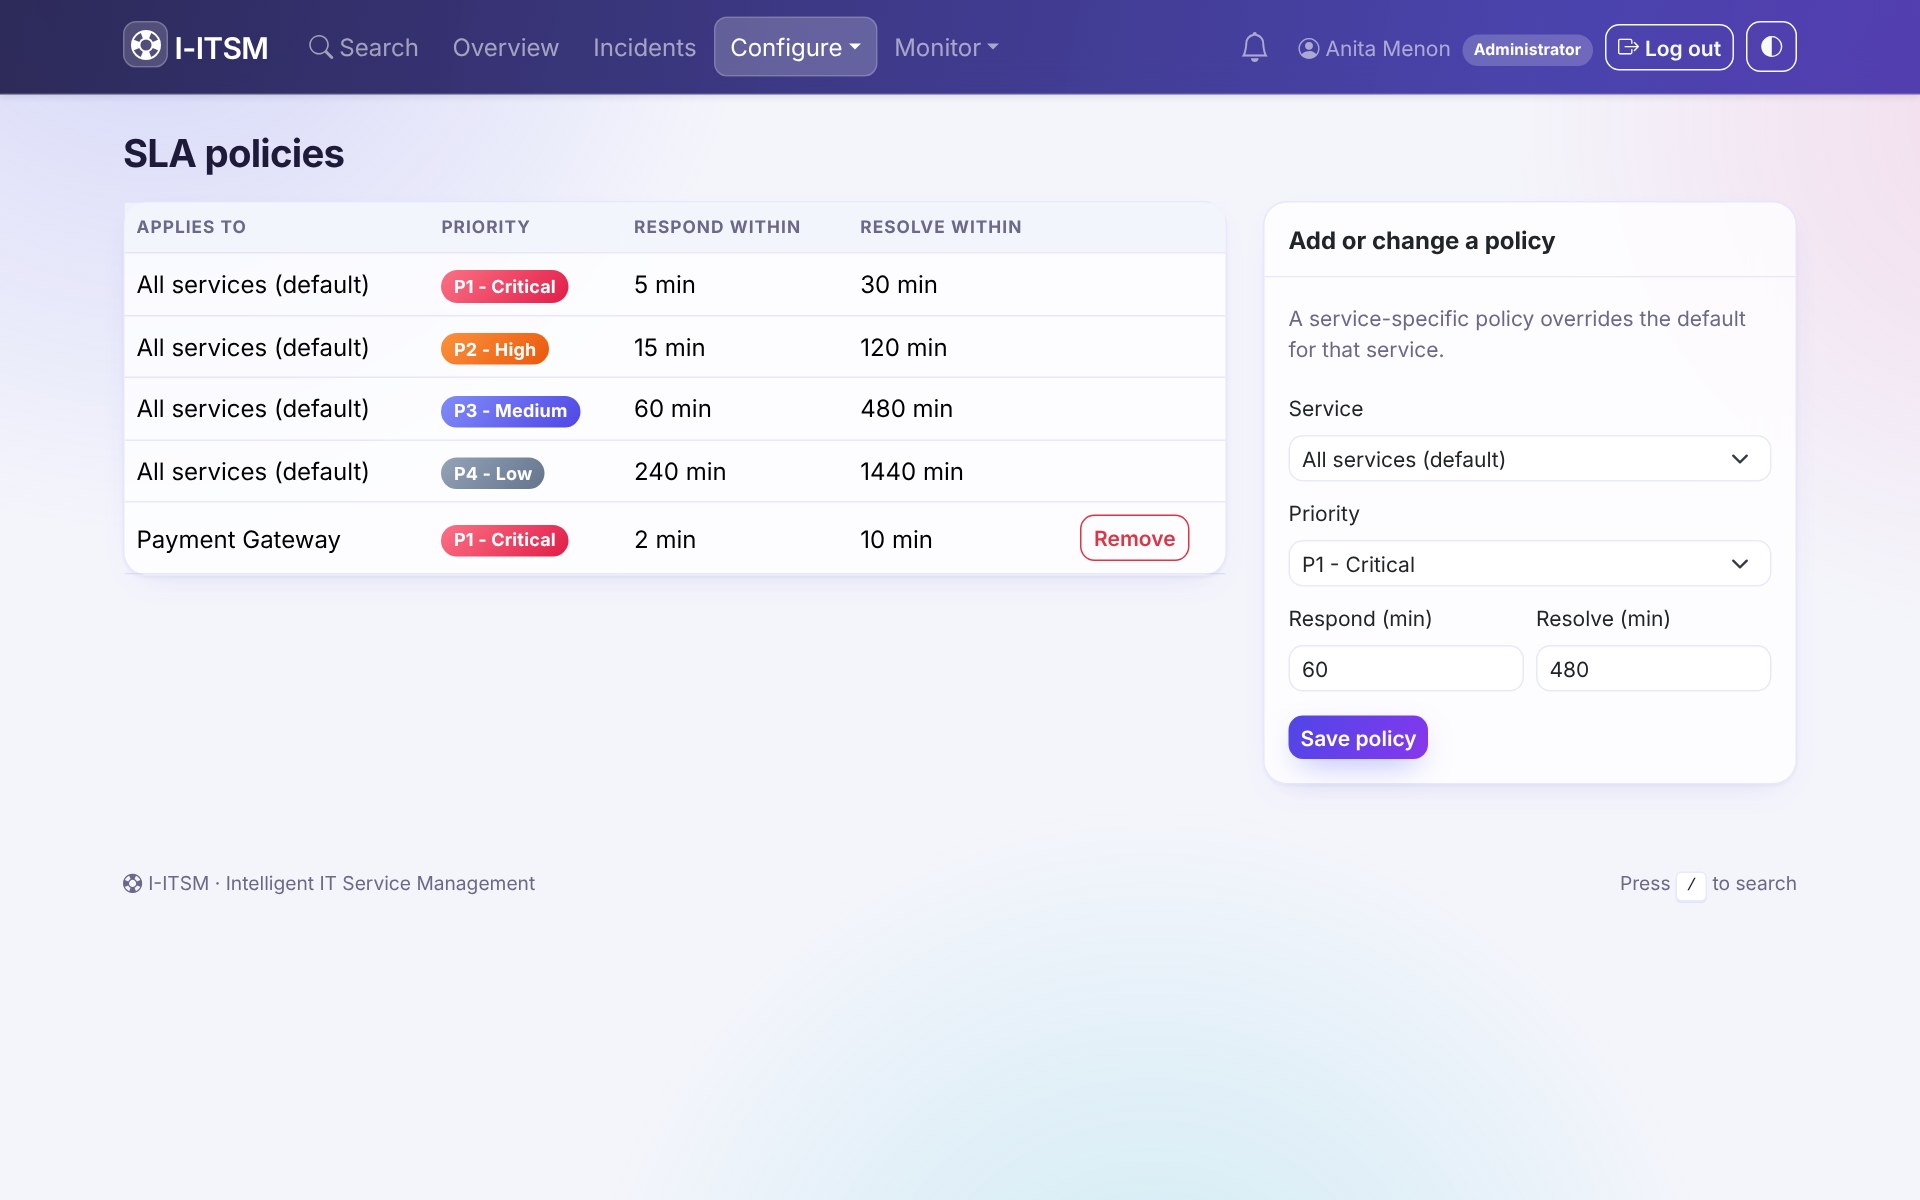 I-ITSM Search Overview Incidents Configure Monitor Anita Menon Administrator Log out
SLA policies
APPLIES TO PRIORITY RESPOND WITHIN RESOLVE WITHIN
All services (default) P1 - Critical 5 min 30 min
All services (default) P2 - High 15 min 120 min
All services (default) P3 - Medium 60 min 480 min
All services (default) P4 - Low 240 min 1440 min
Payment Gateway P1 - Critical 2 min 10 min Remove
Add or change a policy
A service-specific policy overrides the default
for that service.
Service
All services (default)
Priority
P1 - Critical
Respond (min) Resolve (min)
60 480
Save policy
I-ITSM · Intelligent IT Service Management Press / to search